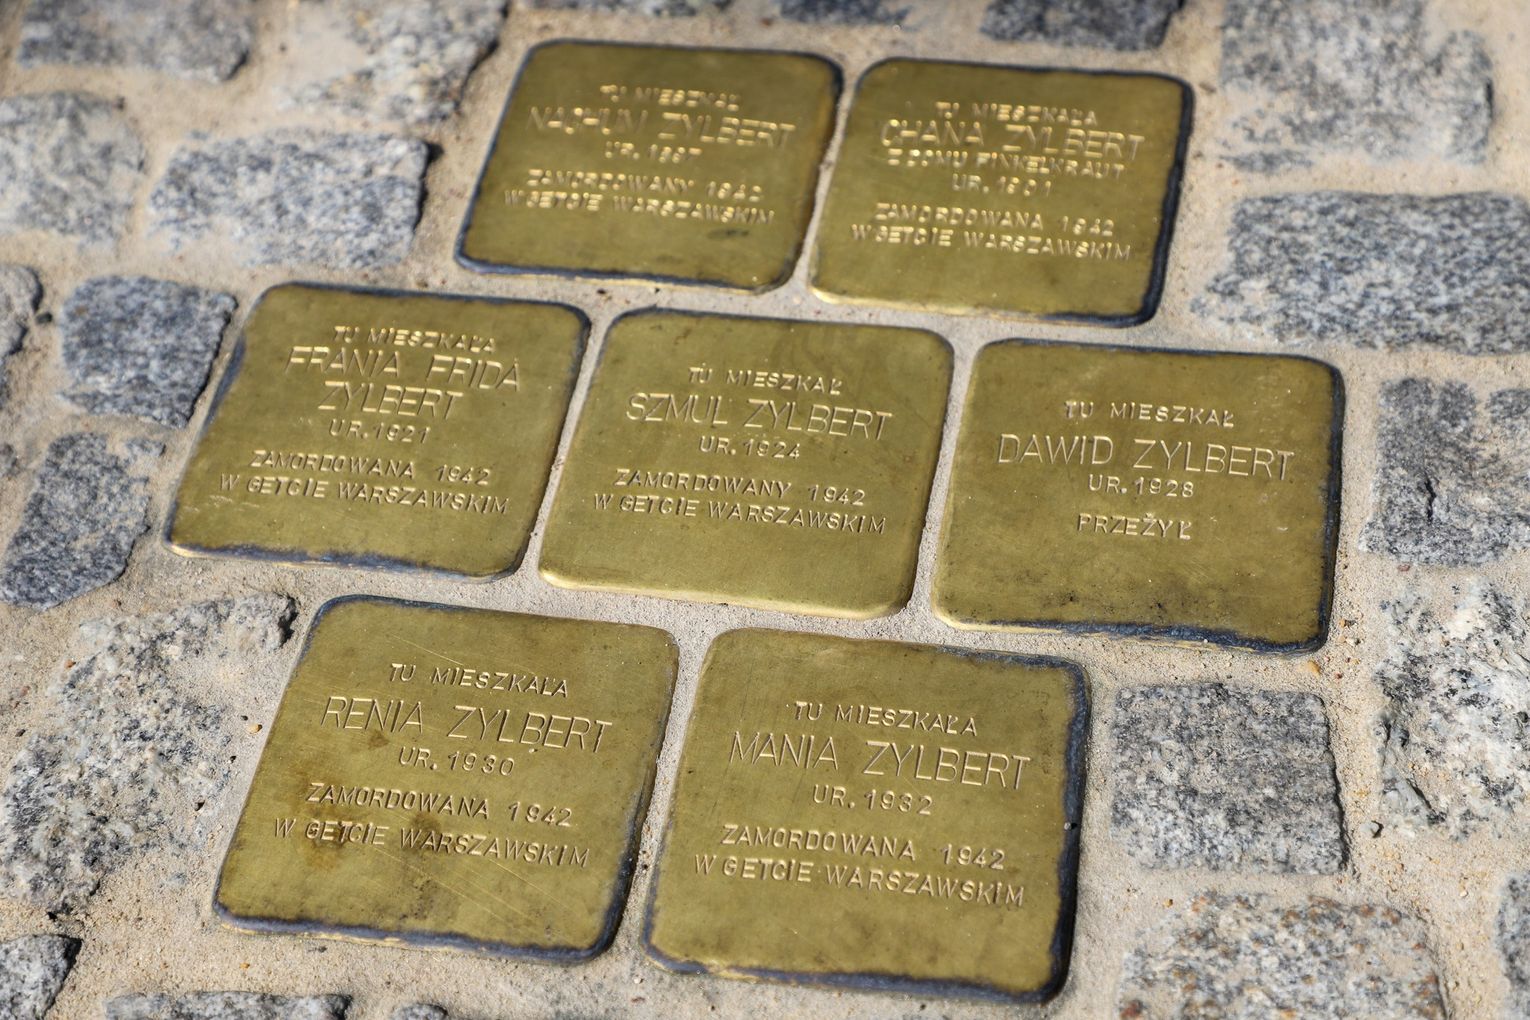 TU MIESZKAŁ
NACHUM ZYLBERT
UR. 1897
ZAMORDOWANY 1942
W GETCIE WARSZAWSKIM
TU MIESZKAŁA
CHANA ZYLBERT
Z DOMU FINKELKRAUT
UR. 1901
ZAMORDOWANA 1942
W GETCIE WARSZAWSKIM
TU MIESZKAŁA
FRANIA FRIDA
ZYLBERT
UR. 1921
ZAMORDOWANA 1942
W GETCIE WARSZAWSKIM
TU MIESZKAŁ
SZMUL ZYLBERT
UR. 1924
ZAMORDOWANY 1942
W GETCIE WARSZAWSKIM
TU MIESZKAŁ
DAWID ZYLBERT
UR. 1928
PRZEŻYŁ
TU MIESZKAŁA
RENIA ZYLBERT
UR. 1930
ZAMORDOWANA 1942
W GETCIE WARSZAWSKIM
TU MIESZKAŁA
MANIA ZYLBERT
UR. 1932
ZAMORDOWANA 1942
W GETCIE WARSZAWSKIM